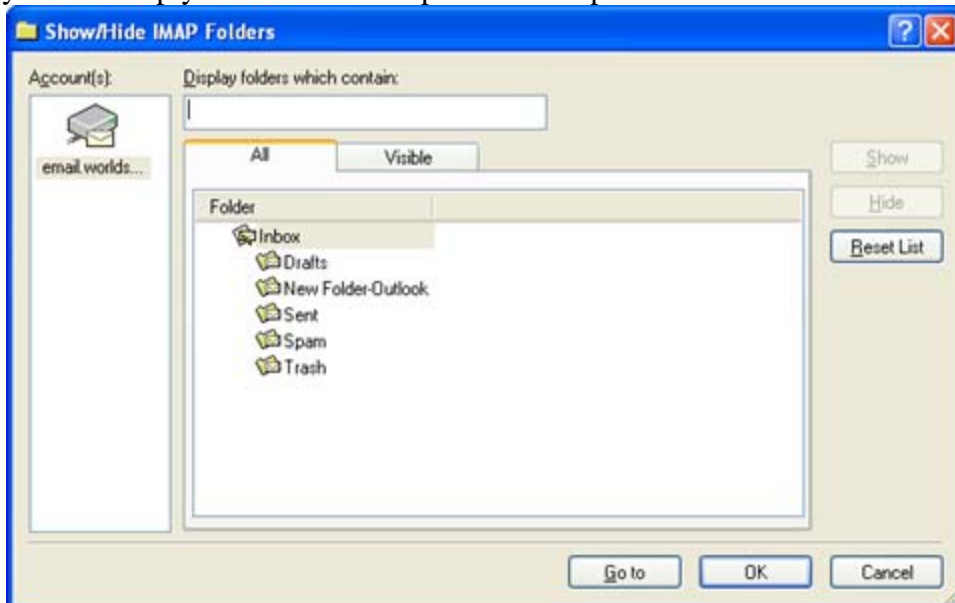 Show/Hide IMAP Folders
Account(s):
email.worlds...
Display folders which contain:
All
Visible
Folder
Inbox
Drafts
New Folder-Outlook
Sent
Spam
Trash
Show
Hide
Reset List
Go to
OK
Cancel